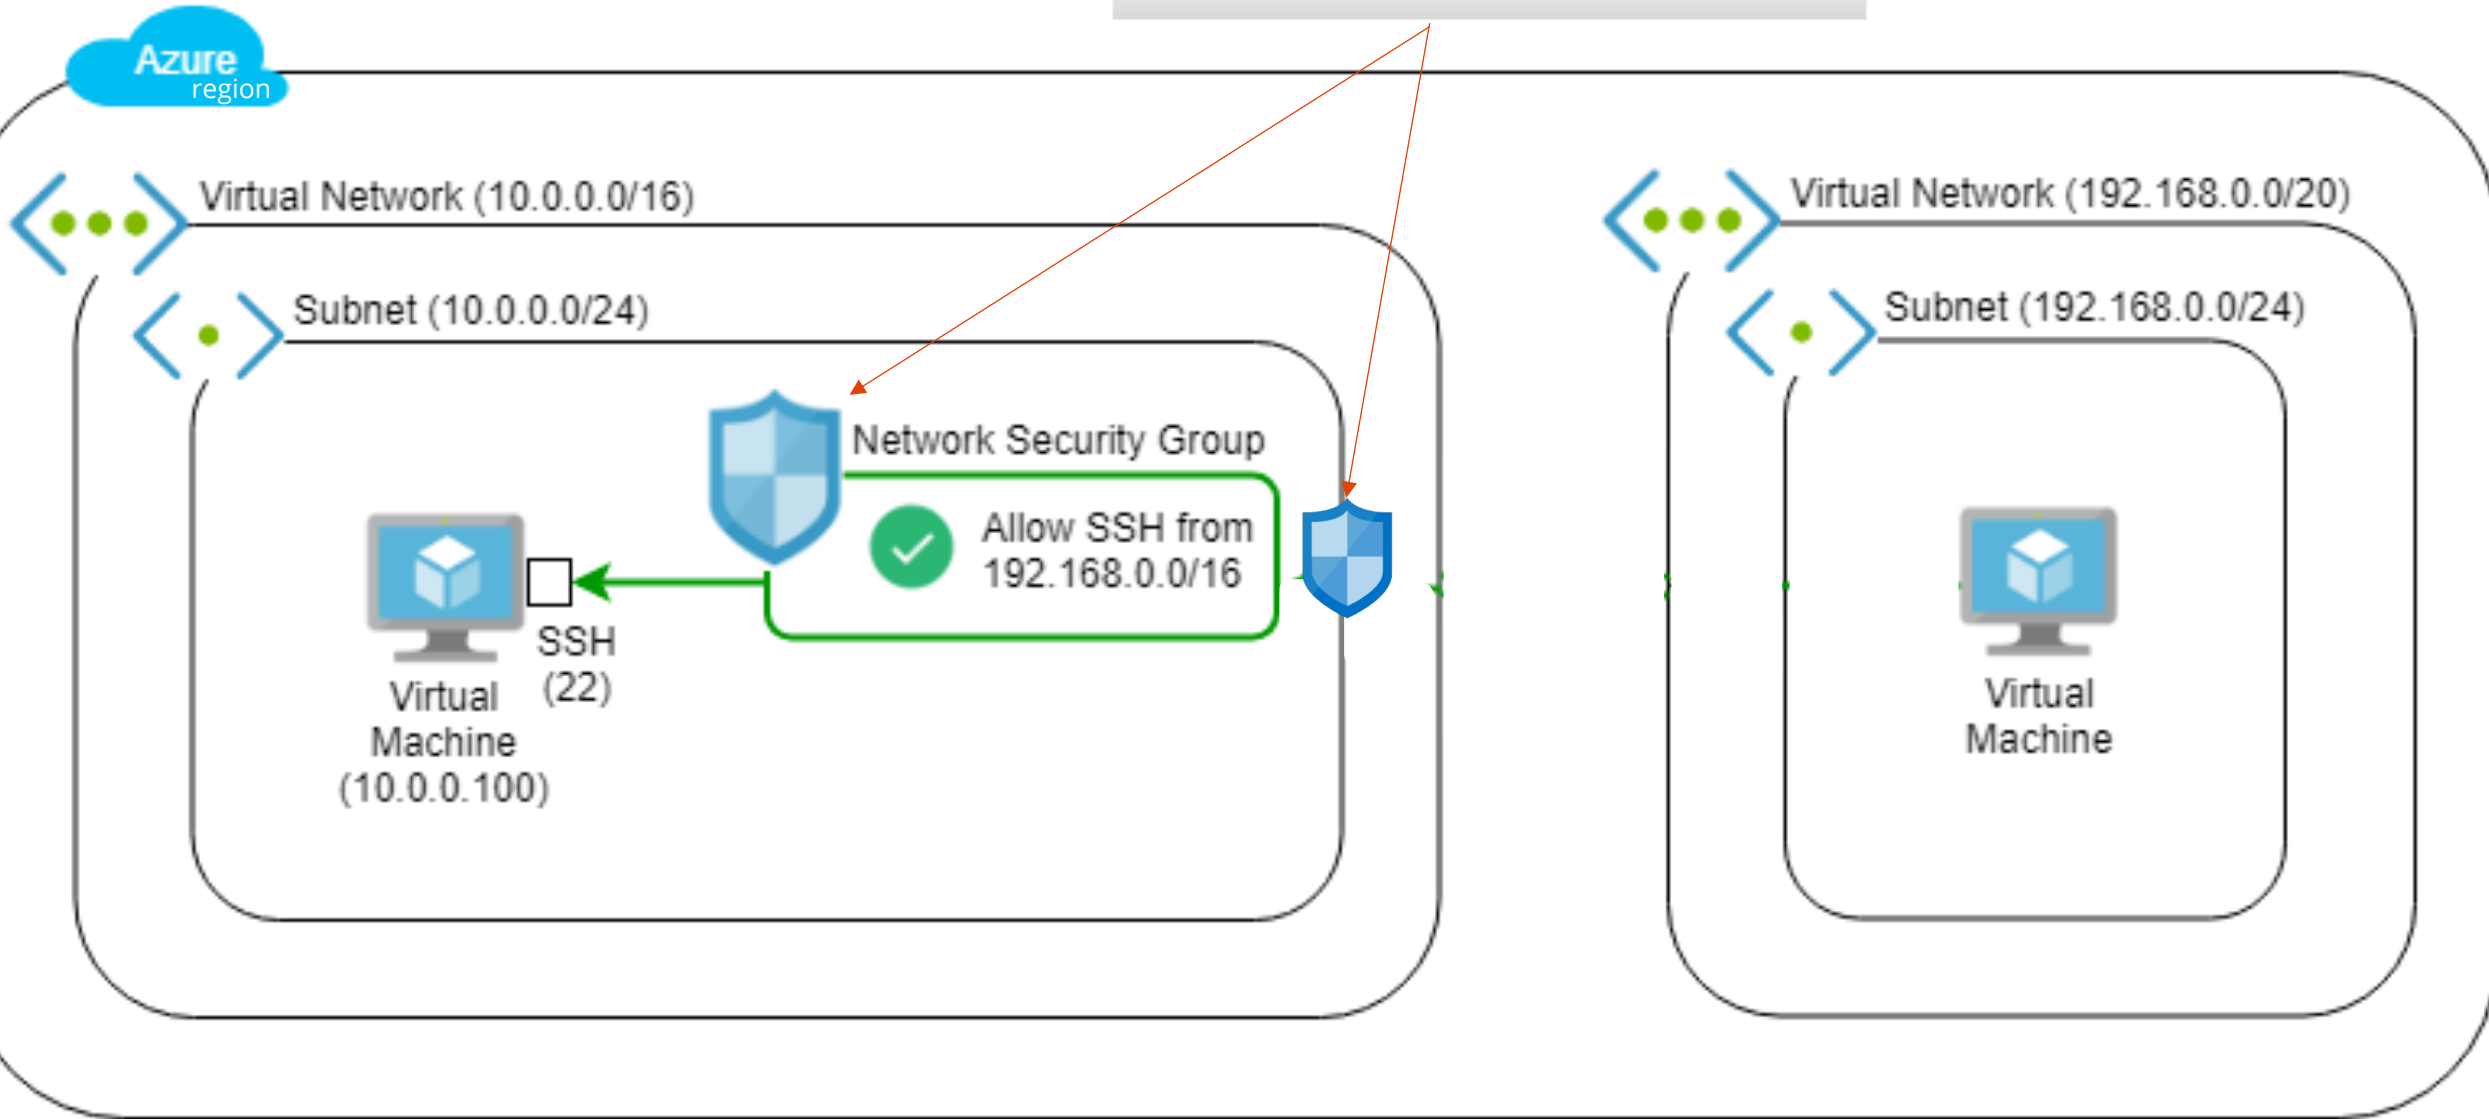 Azure
region
Virtual Network (10.0.0.0/16)
Subnet (10.0.0.0/24)
Network Security Group
Allow SSH from
192.168.0.0/16
SSH
(22)
Virtual
Machine
(10.0.0.100)
Virtual Network (192.168.0.0/20)
Subnet (192.168.0.0/24)
Virtual
Machine